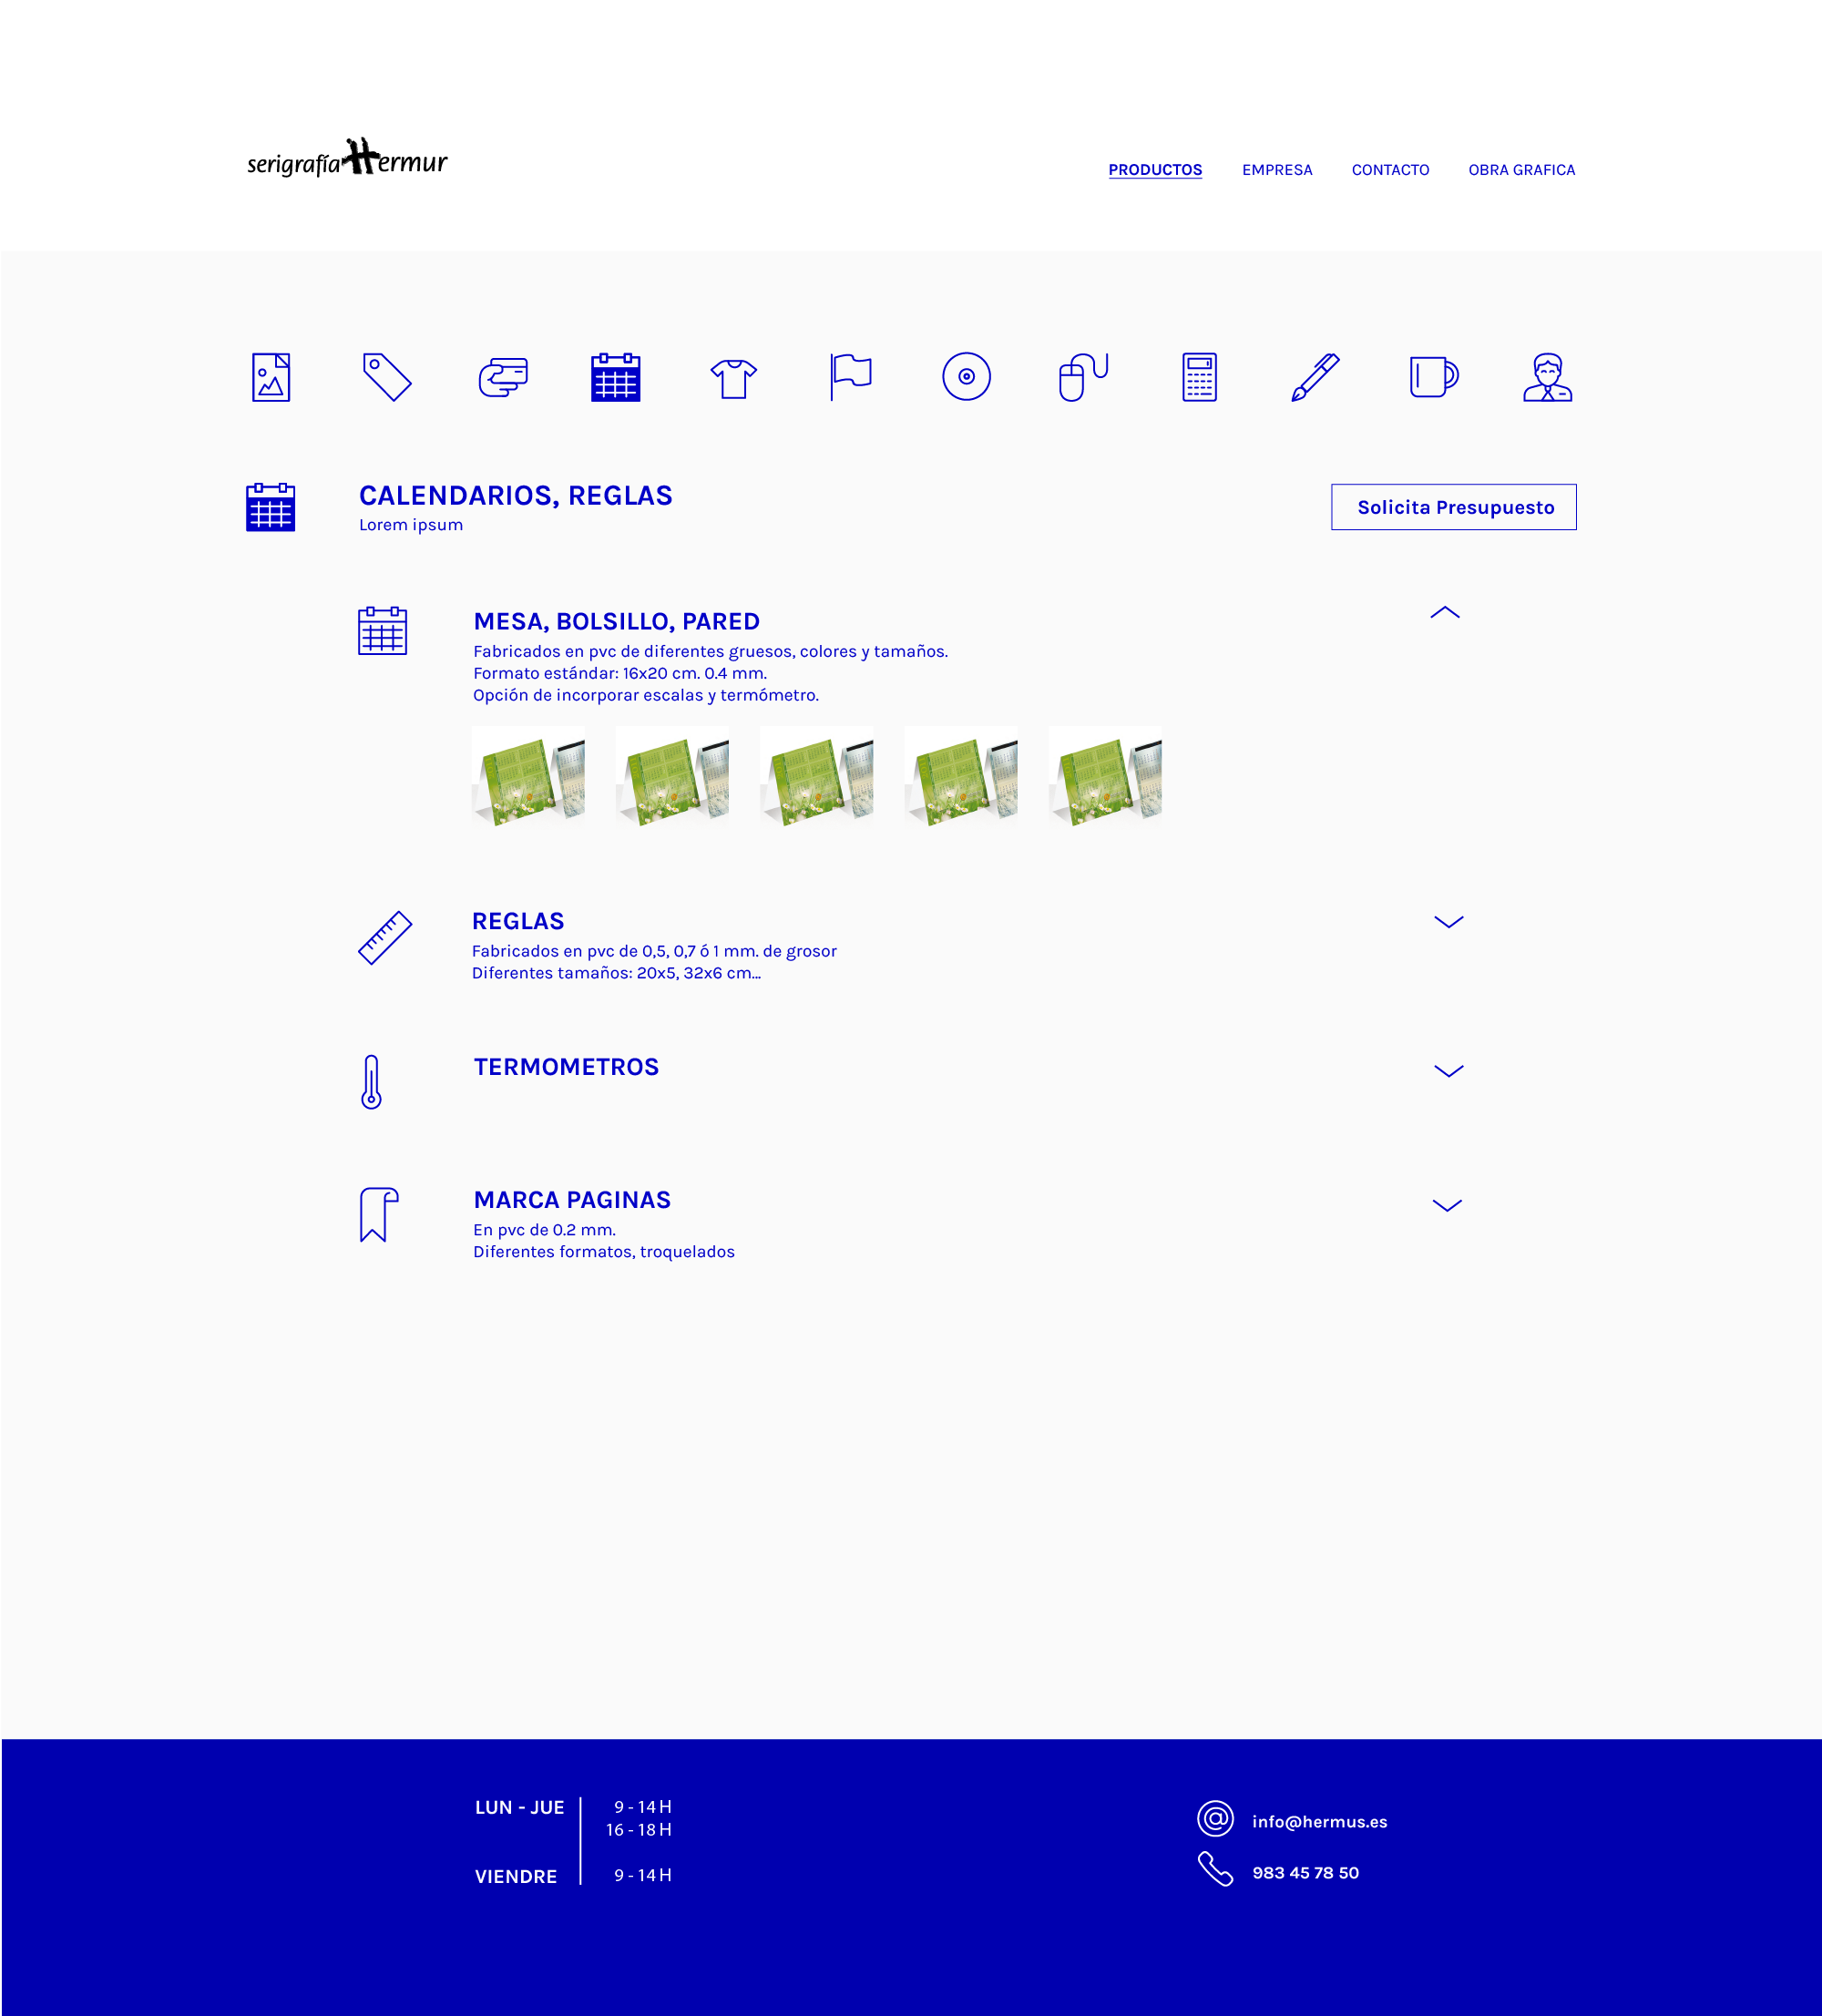 serigrafía Hermur
PRODUCTOS EMPRESA CONTACTO OBRA GRAFICA
CALENDARIOS, REGLAS
Lorem ipsum
Solicita Presupuesto
MESA, BOLSILLO, PARED
Fabricados en pvc de diferentes gruesos, colores y tamaños.
Formato estándar: 16x20 cm. 0.4 mm.
Opción de incorporar escalas y termómetro.
REGLAS
Fabricados en pvc de 0,5, 0,7 ó 1 mm. de grosor
Diferentes tamaños: 20x5, 32x6 cm...
TERMOMETROS
MARCA PAGINAS
En pvc de 0.2 mm.
Diferentes formatos, troquelados
LUN - JUE 9 - 14 H
16 - 18 H
VIENDRE 9 - 14 H
info@hermus.es
983 45 78 50